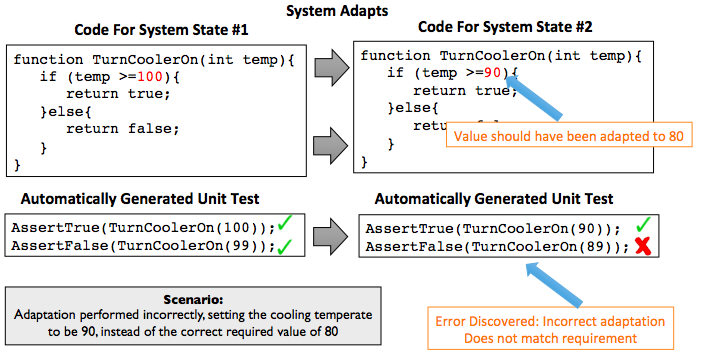 System Adapts
Code For System State #1
function TurnCoolerOn(int temp){
if (temp >=100){
return true;
}else{
return false;
}
}
Code For System State #2
function TurnCoolerOn(int temp){
if (temp >=90){
return true;
}else{
}
}
Value should have been adapted to 80
Automatically Generated Unit Test
AssertTrue(TurnCoolerOn(100));
AssertFalse(TurnCoolerOn(99));
Automatically Generated Unit Test
AssertTrue(TurnCoolerOn(90));
AssertFalse(TurnCoolerOn(89));
Scenario:
Adaptation performed incorrectly, setting the cooling temperate
to be 90, instead of the correct required value of 80
Error Discovered: Incorrect adaptation
Does not match requirement